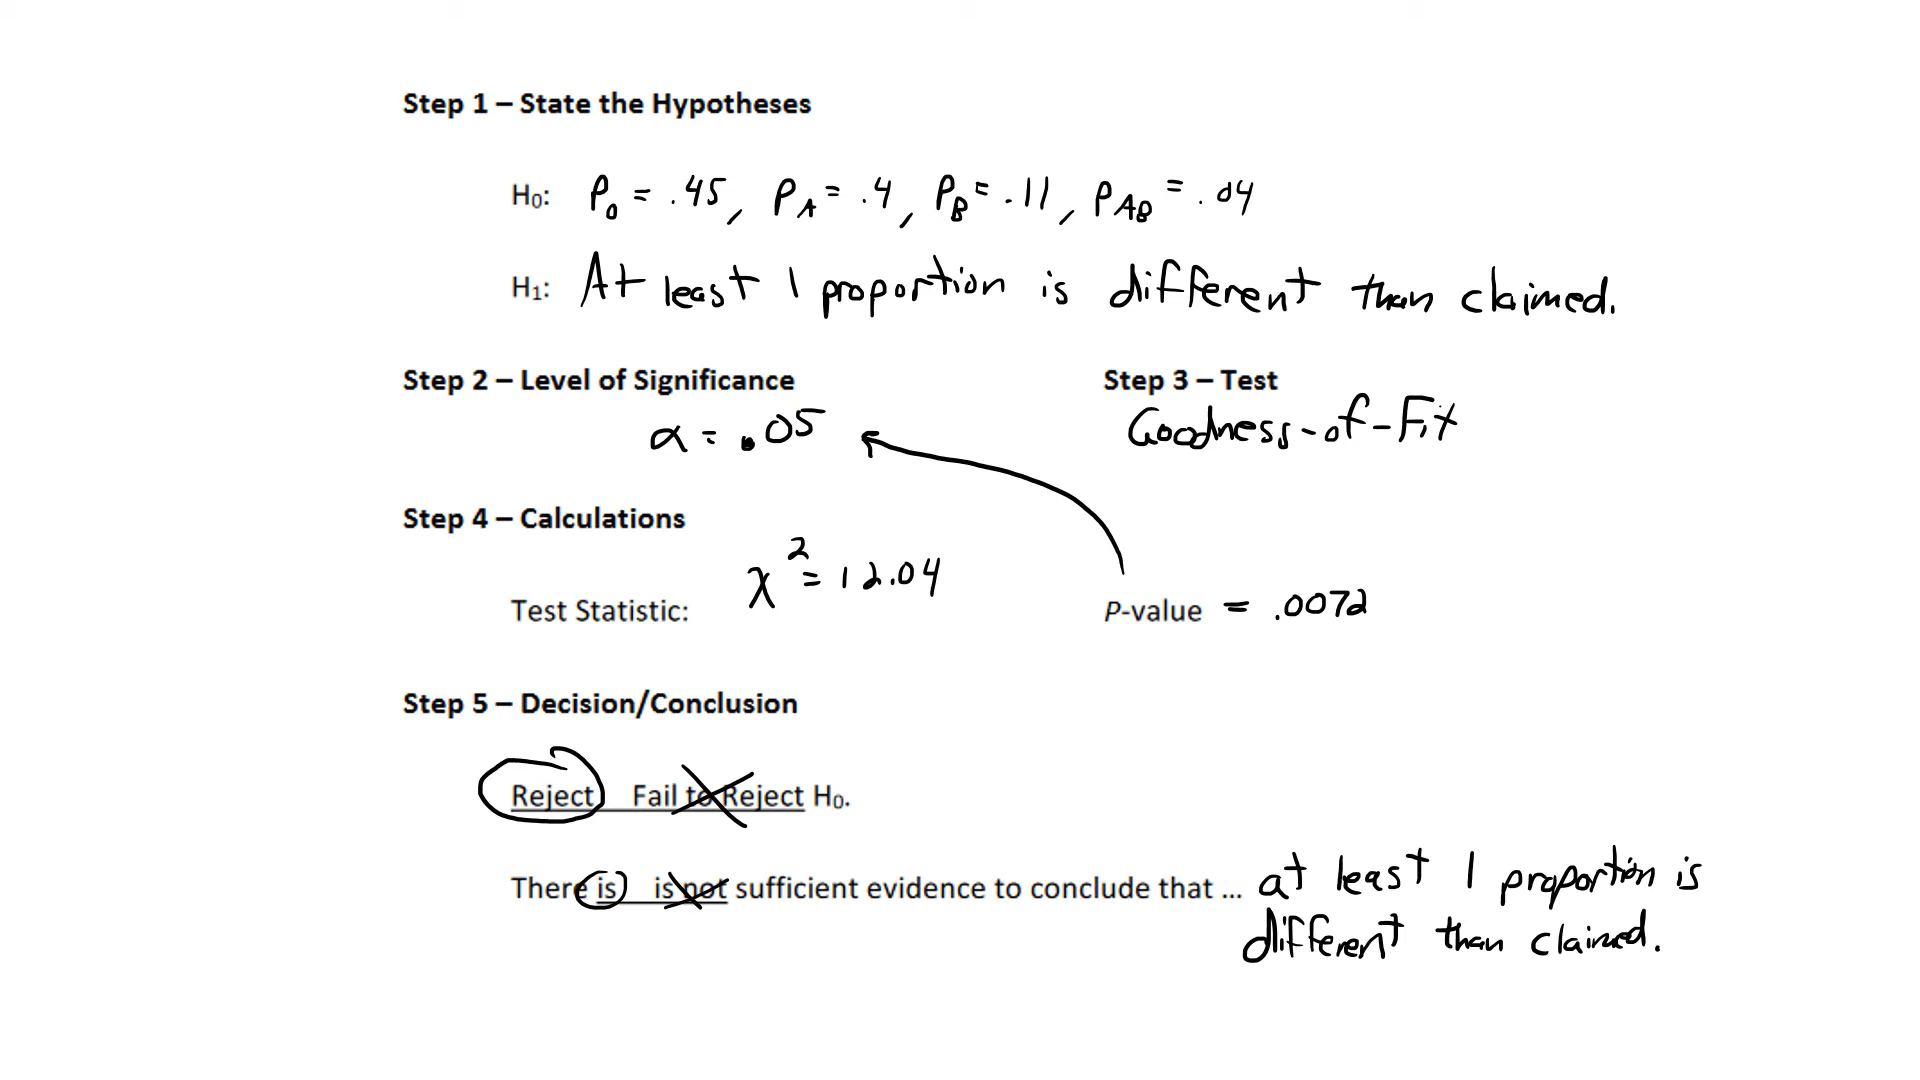 Step 1 – State the Hypotheses
H₀: P₀ = .45, P_A = .4, P_B = .11, P_AB = .04
H₁: At least 1 proportion is different than claimed.
Step 2 – Level of Significance
α = .05
Step 3 – Test
Goodness-of-Fit
Step 4 – Calculations
Test Statistic: χ² = 12.04
P-value = .0072
Step 5 – Decision/Conclusion
Reject Fail to Reject H₀.
There is is not sufficient evidence to conclude that ... at least 1 proportion is
different than claimed.